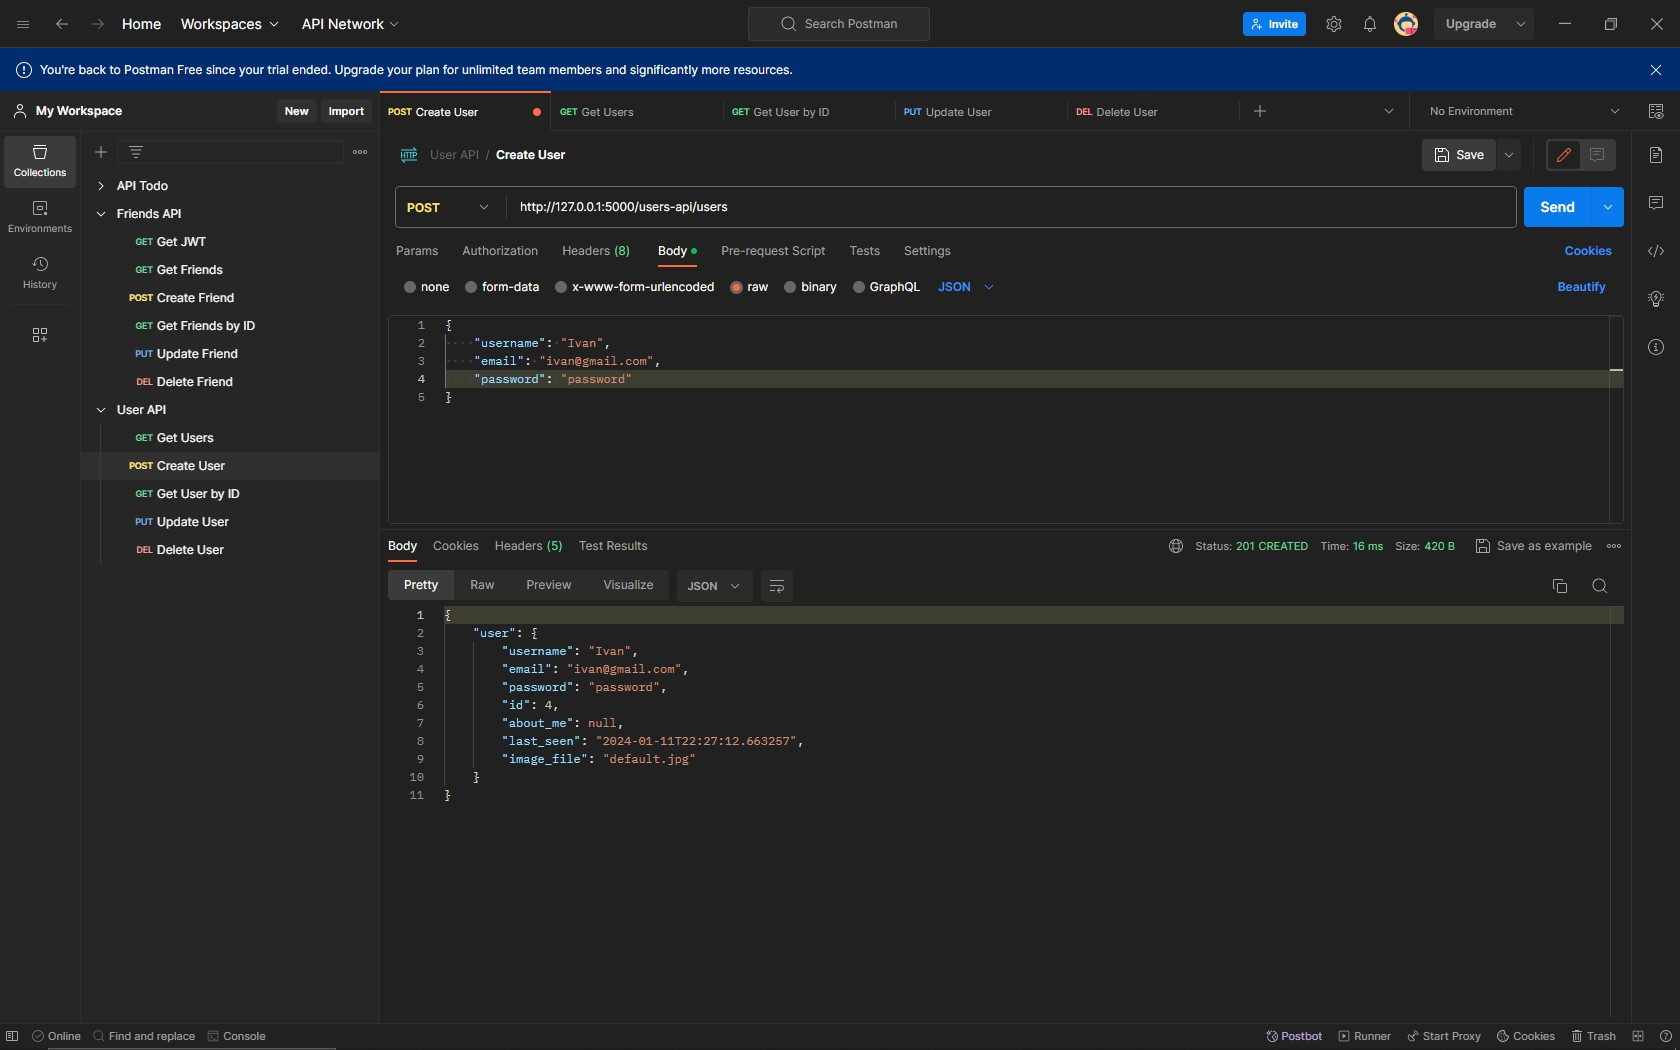 Home Workspaces API Network Search Postman Invite Upgrade
You're back to Postman Free since your trial ended. Upgrade your plan for unlimited team members and significantly more resources.
My Workspace New Import
POST Create User GET Get Users GET Get User by ID PUT Update User DEL Delete User No Environment
Collections
Environments
History
API Todo
Friends API
GET Get JWT
GET Get Friends
POST Create Friend
GET Get Friends by ID
PUT Update Friend
DEL Delete Friend
User API
GET Get Users
POST Create User
GET Get User by ID
PUT Update User
DEL Delete User
HTTP User API / Create User Save
POST http://127.0.0.1:5000/users-api/users Send
Params Authorization Headers (8) Body Pre-request Script Tests Settings Cookies
none form-data x-www-form-urlencoded raw binary GraphQL JSON Beautify
1 {
2 "username": "Ivan",
3 "email": "ivan@gmail.com",
4 "password": "password"
5 }
Body Cookies Headers (5) Test Results Status: 201 CREATED Time: 16 ms Size: 420 B Save as example
Pretty Raw Preview Visualize JSON
1 {
2 "user": {
3 "username": "Ivan",
4 "email": "ivan@gmail.com",
5 "password": "password",
6 "id": 4,
7 "about_me": null,
8 "last_seen": "2024-01-11T22:27:12.663257",
9 "image_file": "default.jpg"
10 }
11 }
Online Find and replace Console Postbot Runner Start Proxy Cookies Trash